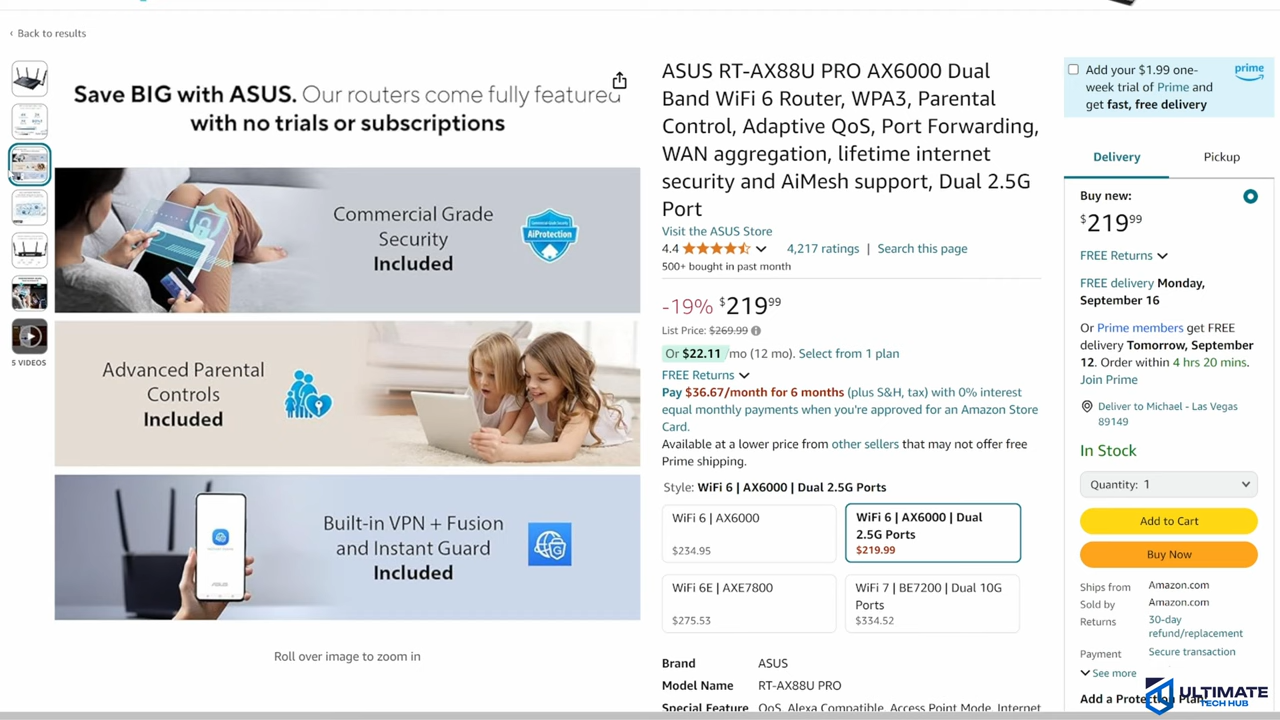 ‹ Back to results
5 VIDEOS
Save BIG with ASUS. Our routers come fully featured
with no trials or subscriptions
Commercial Grade
Security
Included
AiProtection
Advanced Parental
Controls
Included
Built-in VPN + Fusion
and Instant Guard
Included
Roll over image to zoom in
ASUS RT-AX88U PRO AX6000 Dual
Band WiFi 6 Router, WPA3, Parental
Control, Adaptive QoS, Port Forwarding,
WAN aggregation, lifetime internet
security and AiMesh support, Dual 2.5G
Port
Visit the ASUS Store
4.4 4,217 ratings | Search this page
500+ bought in past month
-19% $219.99
List Price: $269.99
Or $22.11 /mo (12 mo). Select from 1 plan
FREE Returns
Pay $36.67/month for 6 months (plus S&H, tax) with 0% interest
equal monthly payments when you're approved for an Amazon Store
Card.
Available at a lower price from other sellers that may not offer free
Prime shipping.
Style: WiFi 6 | AX6000 | Dual 2.5G Ports
WiFi 6 | AX6000
$234.95
WiFi 6 | AX6000 | Dual
2.5G Ports
$219.99
WiFi 6E | AXE7800
$275.53
WiFi 7 | BE7200 | Dual 10G
Ports
$334.52
Brand ASUS
Model Name RT-AX88U PRO
Special Feature QoS, Alexa Compatible, Access Point Mode, Internet
Add your $1.99 one-
week trial of Prime and
get fast, free delivery
prime
Delivery Pickup
Buy new:
$219.99
FREE Returns
FREE delivery Monday,
September 16
Or Prime members get FREE
delivery Tomorrow, September
12. Order within 4 hrs 20 mins.
Join Prime
Deliver to Michael - Las Vegas
89149
In Stock
Quantity: 1
Add to Cart
Buy Now
Ships from Amazon.com
Sold by Amazon.com
Returns 30-day
refund/replacement
Payment Secure transaction
See more
Add a Protection Plan:
ULTIMATE
TECH HUB